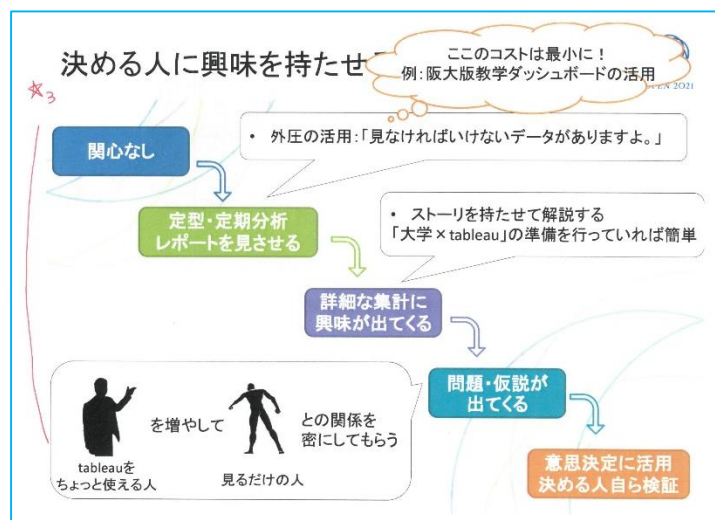 決める人に興味を持たせ
ここのコストは最小に！
例：阪大版教学ダッシュボードの活用
2021
☆3
関心なし
• 外圧の活用：「見なければいけないデータがありますよ。」
定型・定期分析
レポートを見させる
• ストーリを持たせて解説する
「大学×tableau」の準備を行っていれば簡単
詳細な集計に
興味が出てくる
問題・仮説が
出てくる
を増やして
との関係を
密にしてもらう
tableauを
ちょっと使える人
見るだけの人
意思決定に活用
決める人自ら検証